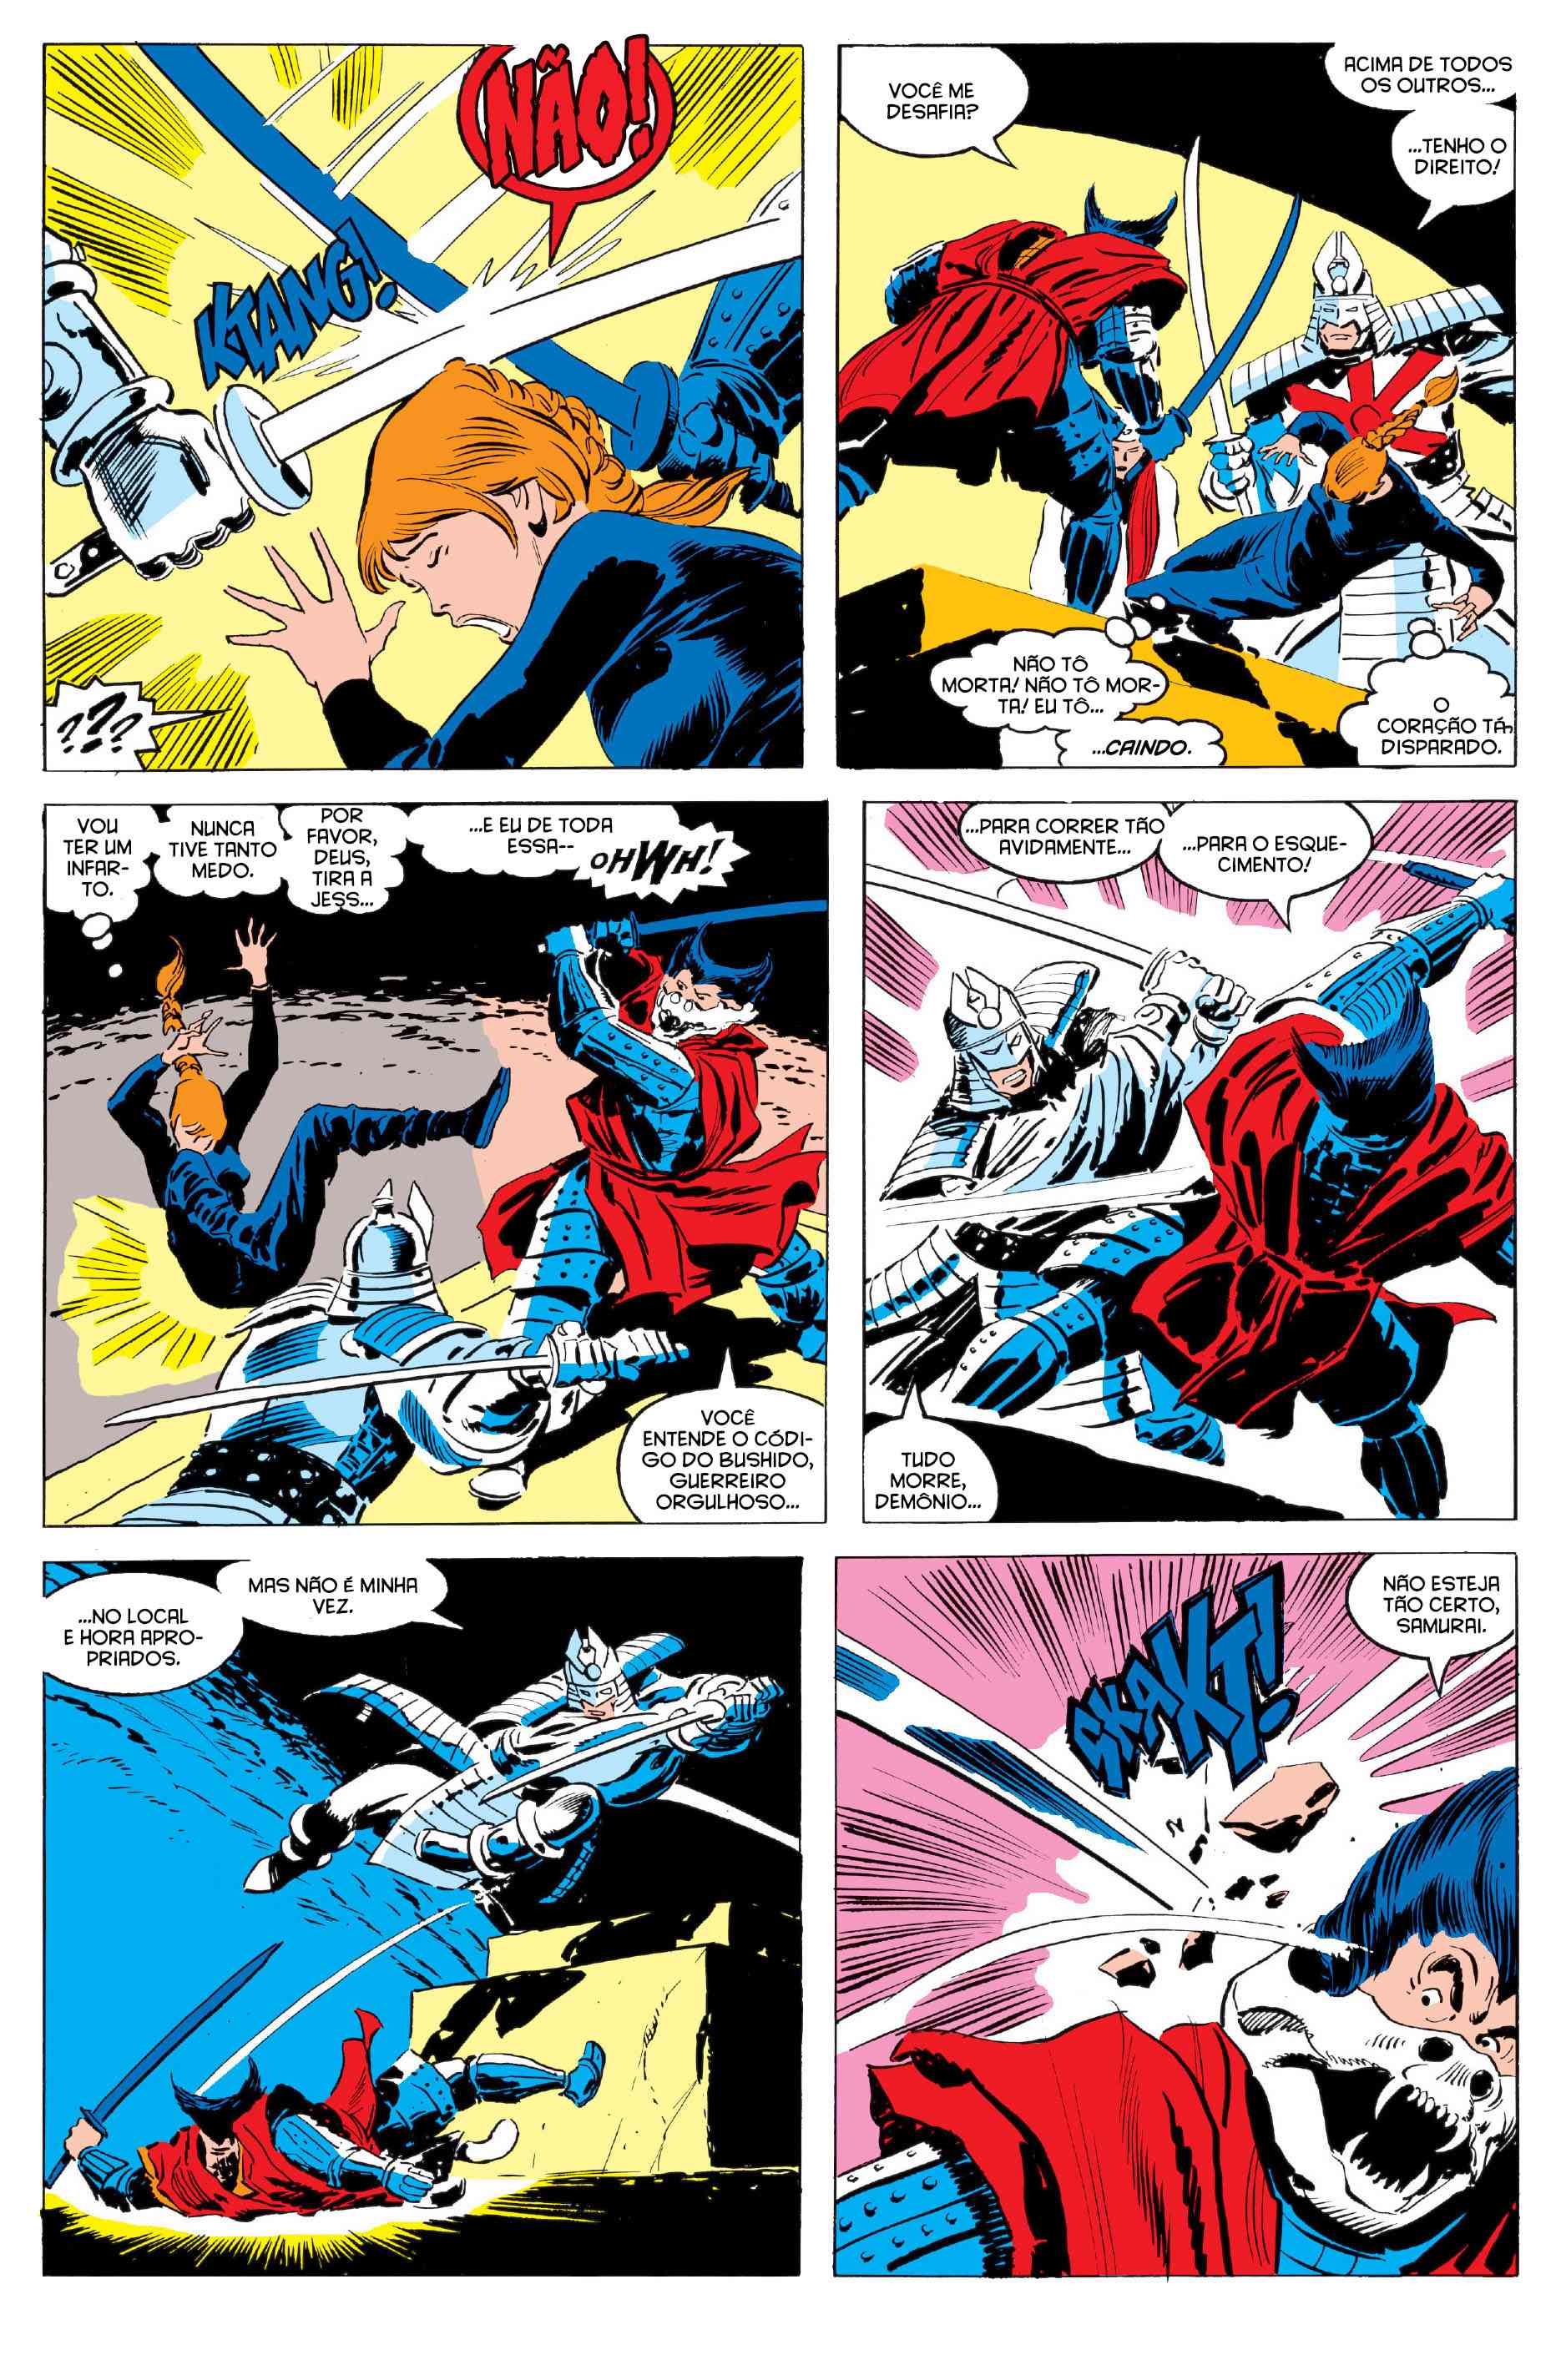 NÃO!
KIANG!
???
VOCÊ ME
DESAFIA?
ACIMA DE TODOS
OS OUTROS...
...TENHO O
DIREITO!
NÃO TÔ
MORTA! NÃO TÔ MOR-
TA! EU TÔ...
...CAINDO.
O
CORAÇÃO TÁ
DISPARADO.
VOU
TER UM
INFAR-
TO.
NUNCA
TIVE TANTO
MEDO.
POR
FAVOR,
DEUS,
TIRA A
JESS...
...E EU DE TODA
ESSA--
OHWH!
VOCÊ
ENTENDE O CÓDI-
GO DO BUSHIDO,
GUERREIRO
ORGULHOSO...
...PARA CORRER TÃO
AVIDAMENTE...
...PARA O ESQUE-
CIMENTO!
TUDO
MORRE,
DEMÔNIO...
...NO LOCAL
E HORA APRO-
PRIADOS.
MAS NÃO É MINHA
VEZ.
SKAKT!
NÃO ESTEJA
TÃO CERTO,
SAMURAI.